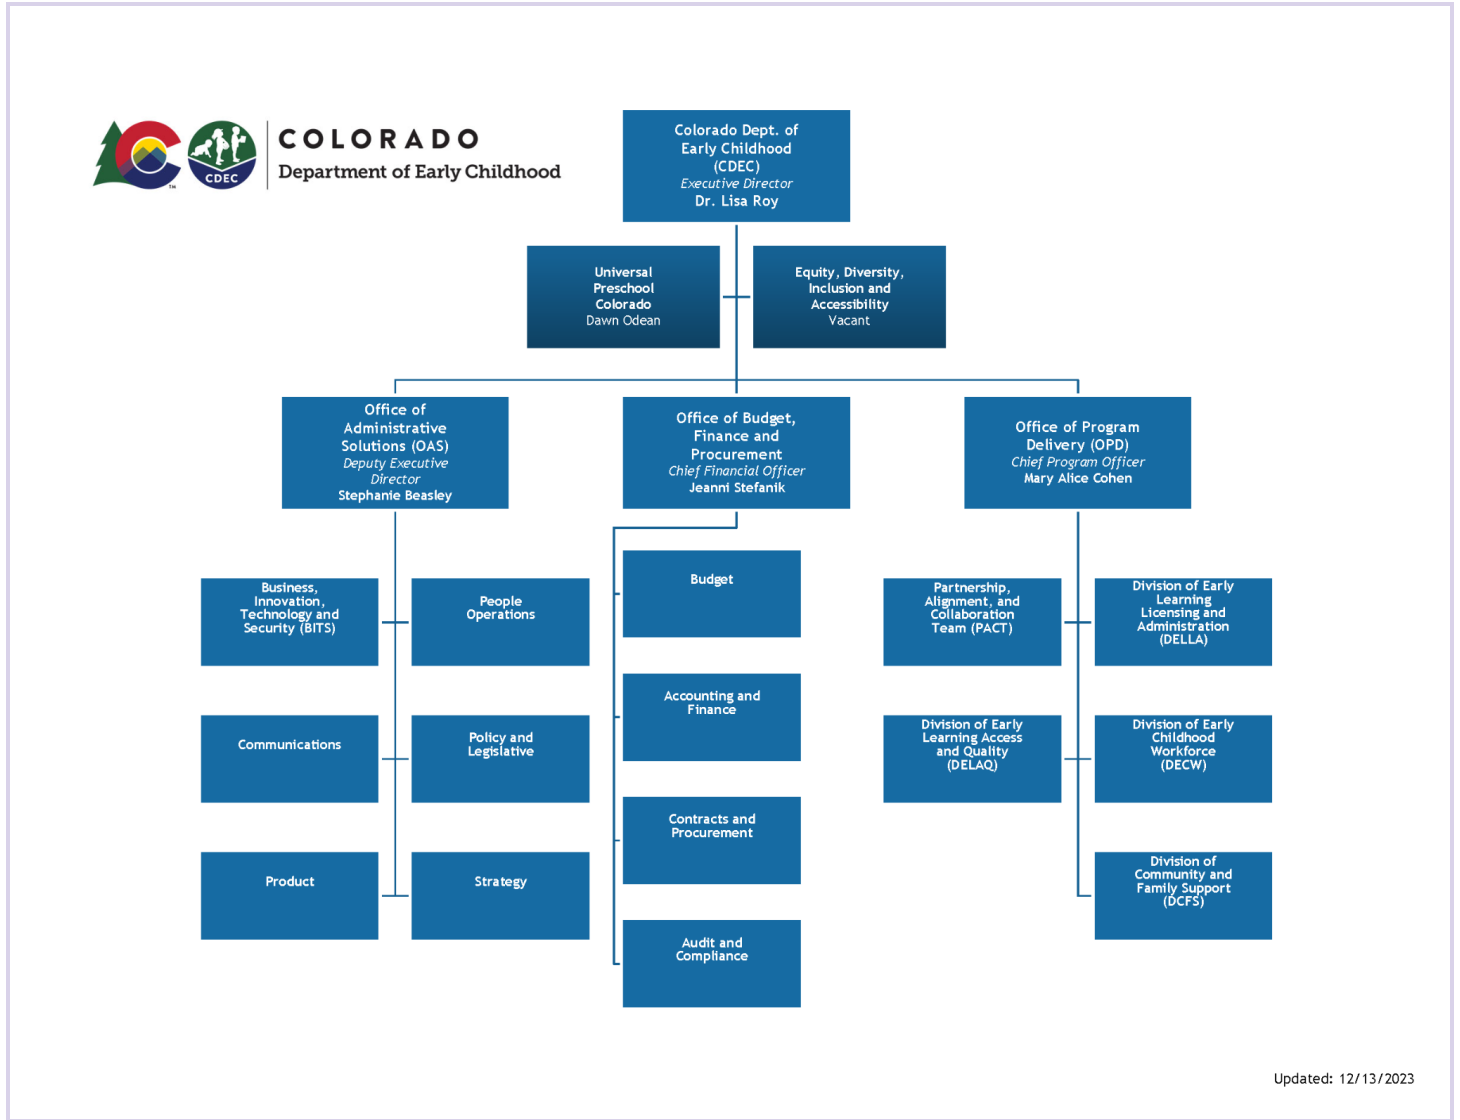 COLORADO
Department of Early Childhood
CDEC
TM
Colorado Dept. of
Early Childhood
(CDEC)
Executive Director
Dr. Lisa Roy
Universal
Preschool
Colorado
Dawn Odean
Equity, Diversity,
Inclusion and
Accessibility
Vacant
Office of
Administrative
Solutions (OAS)
Deputy Executive
Director
Stephanie Beasley
Office of Budget,
Finance and
Procurement
Chief Financial Officer
Jeanni Stefanik
Office of Program
Delivery (OPD)
Chief Program Officer
Mary Alice Cohen
Business,
Innovation,
Technology and
Security (BITS)
People
Operations
Communications
Policy and
Legislative
Product
Strategy
Budget
Accounting and
Finance
Contracts and
Procurement
Audit and
Compliance
Partnership,
Alignment, and
Collaboration
Team (PACT)
Division of Early
Learning
Licensing and
Administration
(DELLA)
Division of Early
Learning Access
and Quality
(DELAQ)
Division of Early
Childhood
Workforce
(DECW)
Division of
Community and
Family Support
(DCFS)
Updated: 12/13/2023